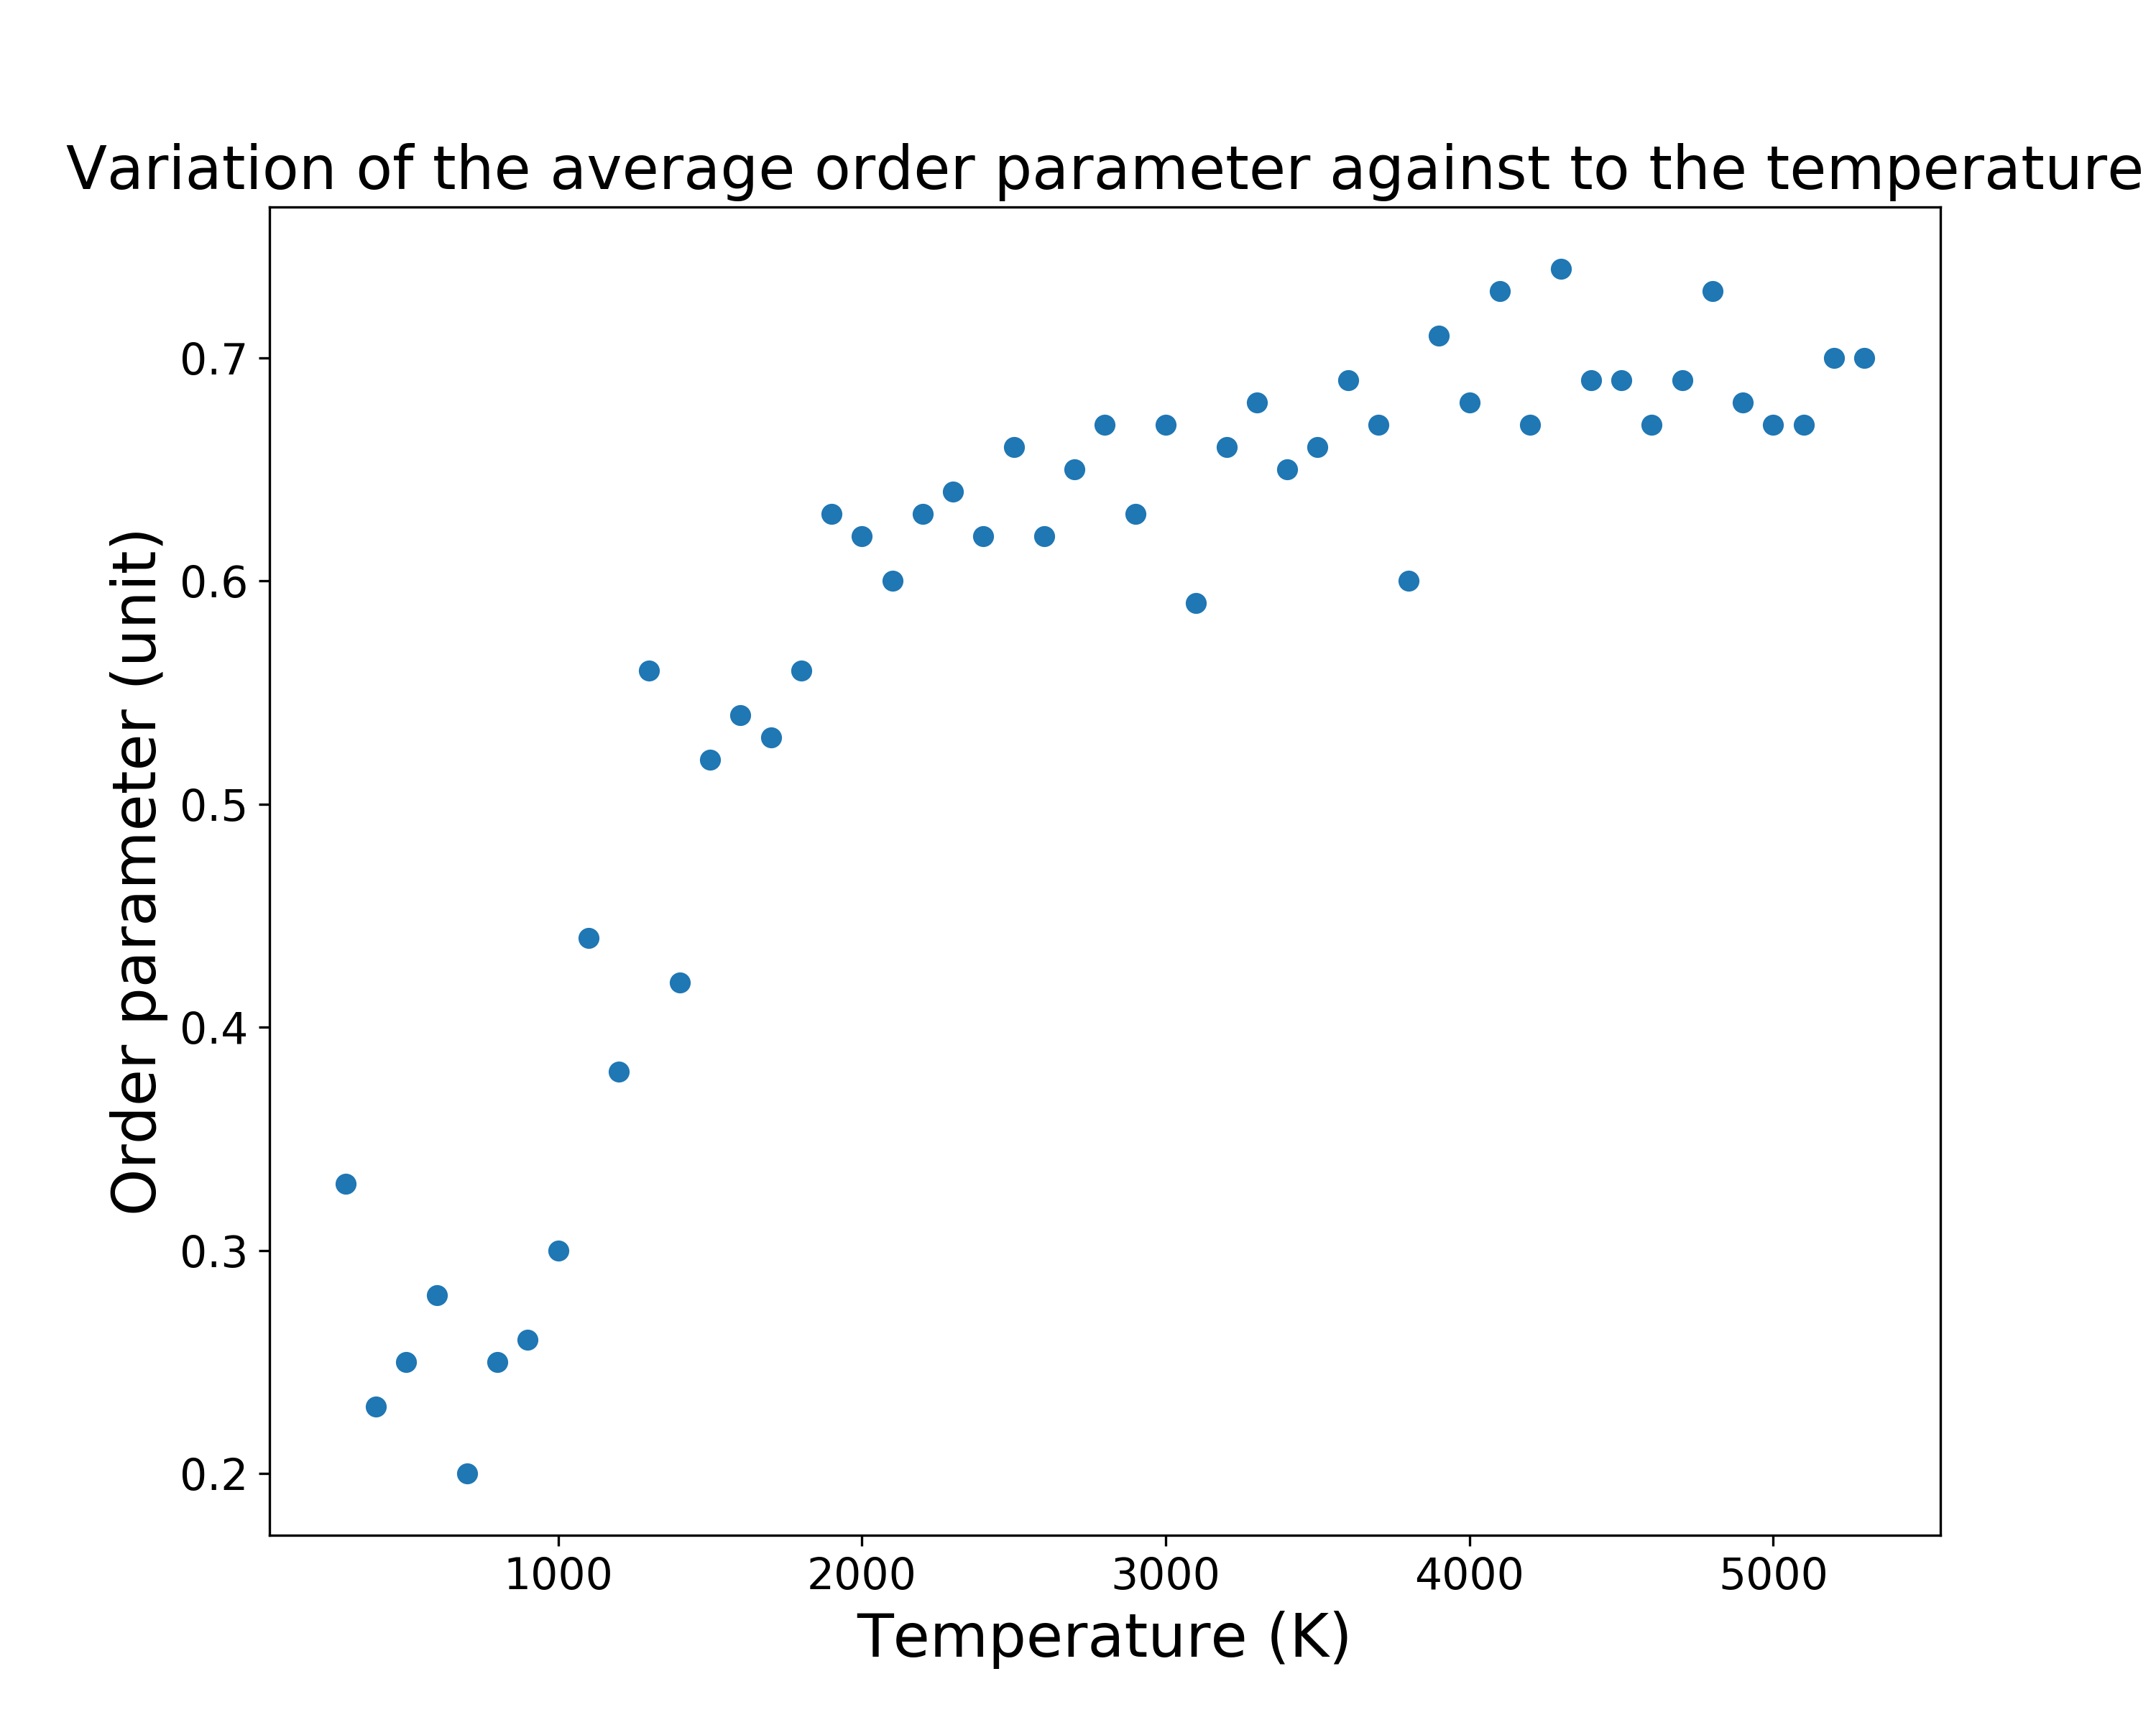 Variation of the average order parameter against to the temperature
0.7
0.6
0.5
0.4
0.3
0.2
Order parameter (unit)
1000 2000 3000 4000 5000
Temperature (K)